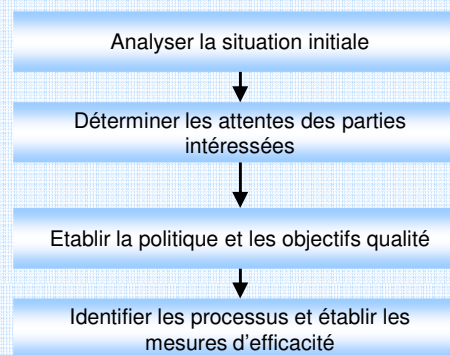 Analyser la situation initiale
Déterminer les attentes des parties
intéressées
Etablir la politique et les objectifs qualité
Identifier les processus et établir les
mesures d'efficacité